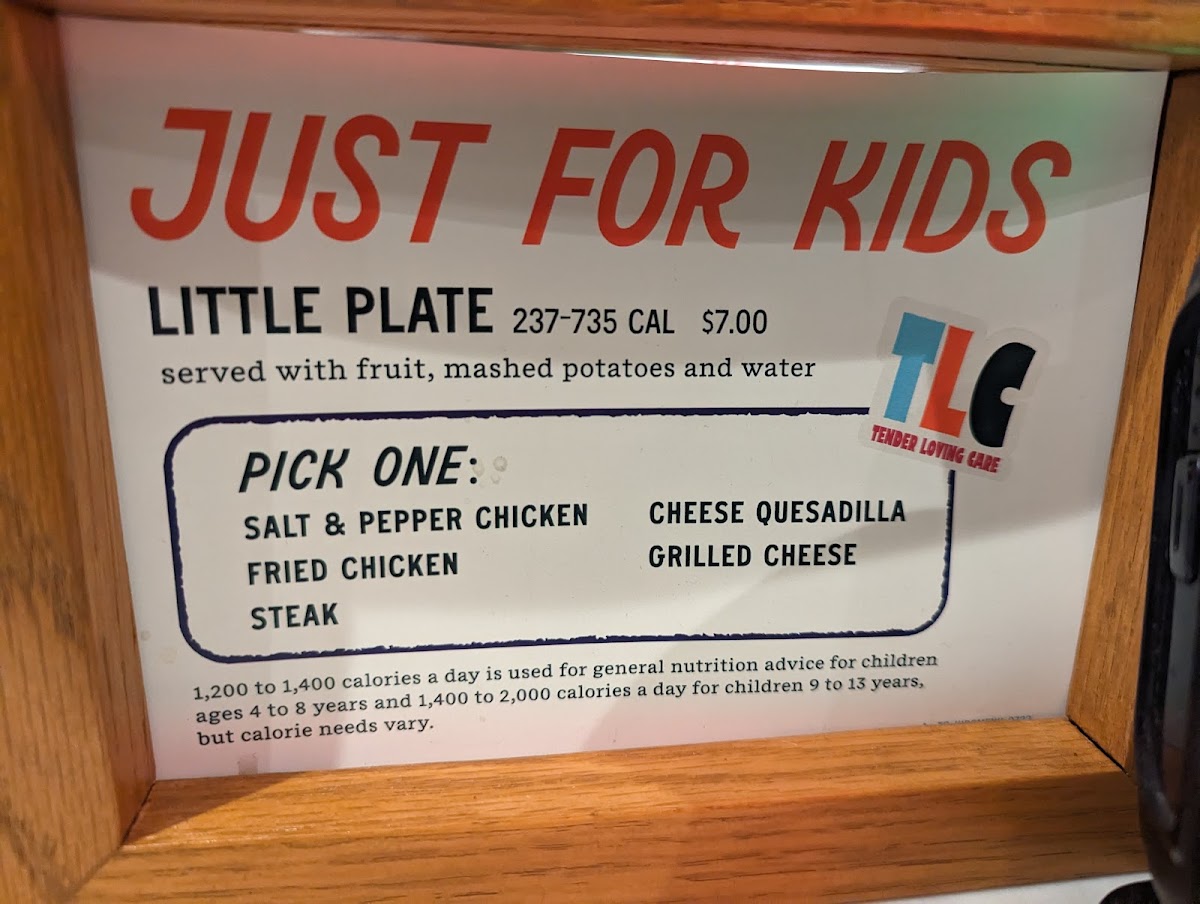 JUST FOR KIDS
LITTLE PLATE 237-735 CAL $7.00
served with fruit, mashed potatoes and water
TLC
TENDER LOVING CARE
PICK ONE:
SALT & PEPPER CHICKEN
FRIED CHICKEN
STEAK
CHEESE QUESADILLA
GRILLED CHEESE
1,200 to 1,400 calories a day is used for general nutrition advice for children
ages 4 to 8 years and 1,400 to 2,000 calories a day for children 9 to 13 years,
but calorie needs vary.